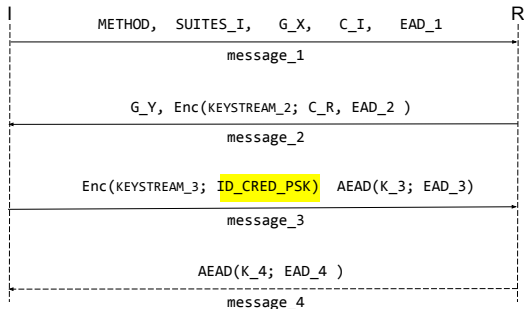 I R
METHOD, SUITES_I, G_X, C_I, EAD_1
message_1
G_Y, Enc(KEYSTREAM_2; C_R, EAD_2 )
message_2
Enc(KEYSTREAM_3; ID_CRED_PSK) AEAD(K_3; EAD_3)
message_3
AEAD(K_4; EAD_4 )
message_4